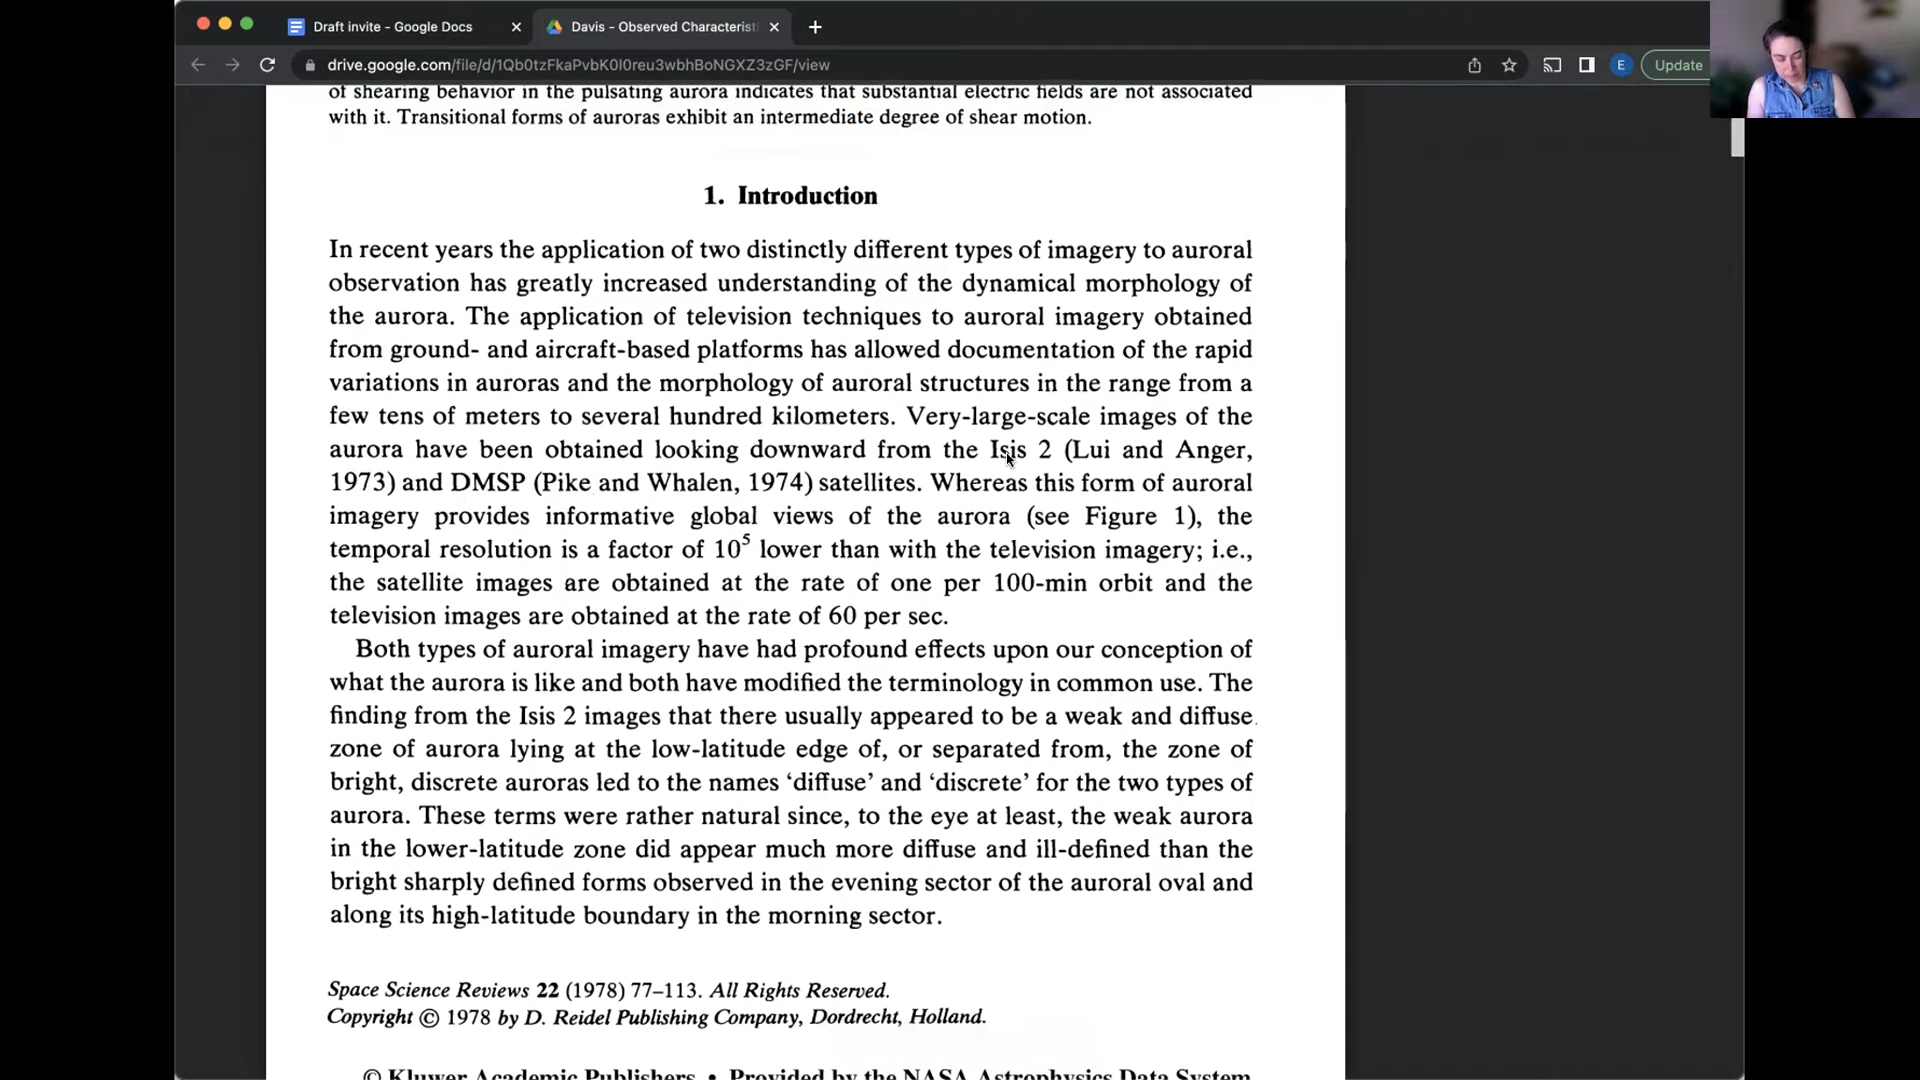 Draft invite - Google Docs
Davis - Observed Characterist
drive.google.com/file/d/1Qb0tzFkaPvbK0I0reu3wbhBoNGXZ3zGF/view
E
Update
of shearing behavior in the pulsating aurora indicates that substantial electric fields are not associated
with it. Transitional forms of auroras exhibit an intermediate degree of shear motion.
1. Introduction
In recent years the application of two distinctly different types of imagery to auroral
observation has greatly increased understanding of the dynamical morphology of
the aurora. The application of television techniques to auroral imagery obtained
from ground- and aircraft-based platforms has allowed documentation of the rapid
variations in auroras and the morphology of auroral structures in the range from a
few tens of meters to several hundred kilometers. Very-large-scale images of the
aurora have been obtained looking downward from the Isis 2 (Lui and Anger,
1973) and DMSP (Pike and Whalen, 1974) satellites. Whereas this form of auroral
imagery provides informative global views of the aurora (see Figure 1), the
temporal resolution is a factor of 10⁵ lower than with the television imagery; i.e.,
the satellite images are obtained at the rate of one per 100-min orbit and the
television images are obtained at the rate of 60 per sec.
Both types of auroral imagery have had profound effects upon our conception of
what the aurora is like and both have modified the terminology in common use. The
finding from the Isis 2 images that there usually appeared to be a weak and diffuse
zone of aurora lying at the low-latitude edge of, or separated from, the zone of
bright, discrete auroras led to the names ‘diffuse’ and ‘discrete’ for the two types of
aurora. These terms were rather natural since, to the eye at least, the weak aurora
in the lower-latitude zone did appear much more diffuse and ill-defined than the
bright sharply defined forms observed in the evening sector of the auroral oval and
along its high-latitude boundary in the morning sector.
Space Science Reviews 22 (1978) 77–113. All Rights Reserved.
Copyright © 1978 by D. Reidel Publishing Company, Dordrecht, Holland.
© Kluwer Academic Publishers • Provided by the NASA Astrophysics Data System